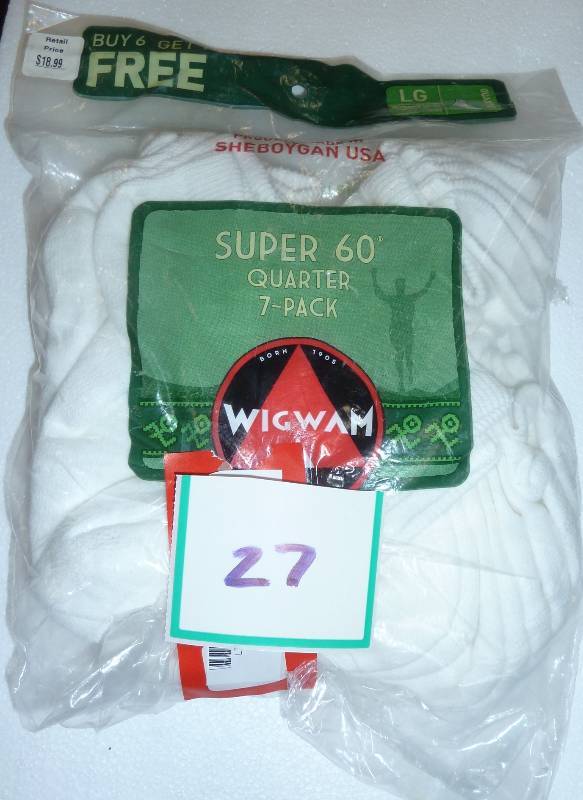 Retail
Price
$18.99
BUY 6 GET
FREE
LG
SHEBOYGAN USA
SUPER 60®
QUARTER
7-PACK
BORN 1905
WIGWAM
27